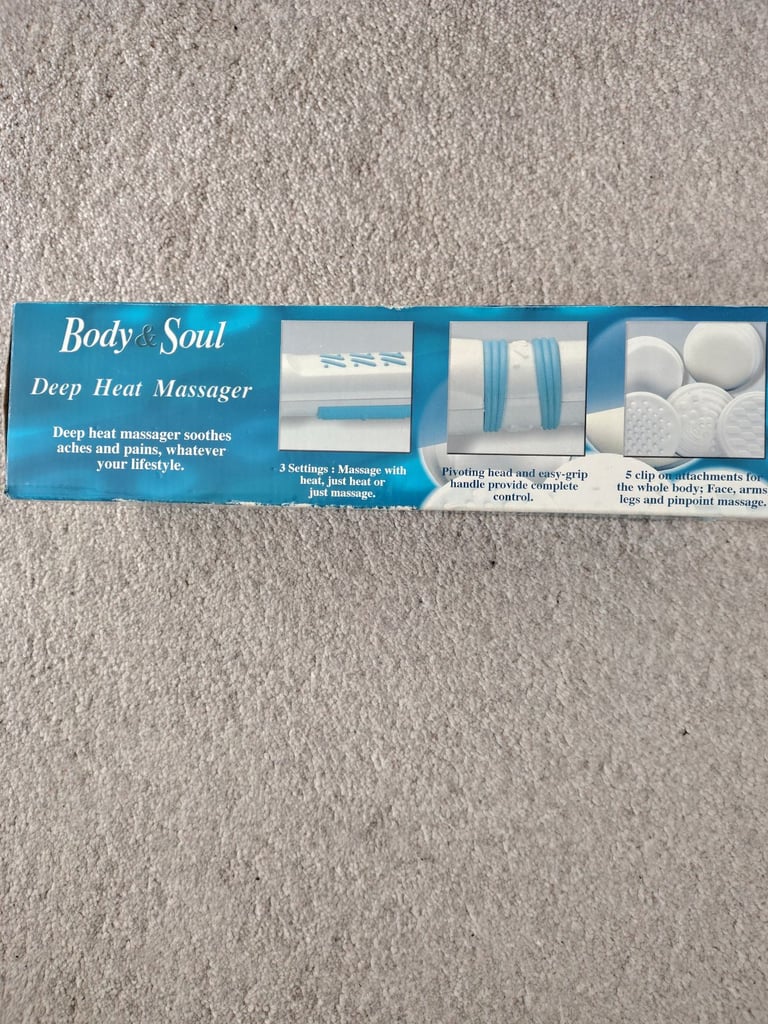 Body & Soul
Deep Heat Massager
Deep heat massager soothes
aches and pains, whatever
your lifestyle.
3 Settings : Massage with
heat, just heat or
just massage.
Pivoting head and easy-grip
handle provide complete
control.
5 clip on attachments for
the whole body; Face, arms
legs and pinpoint massage.